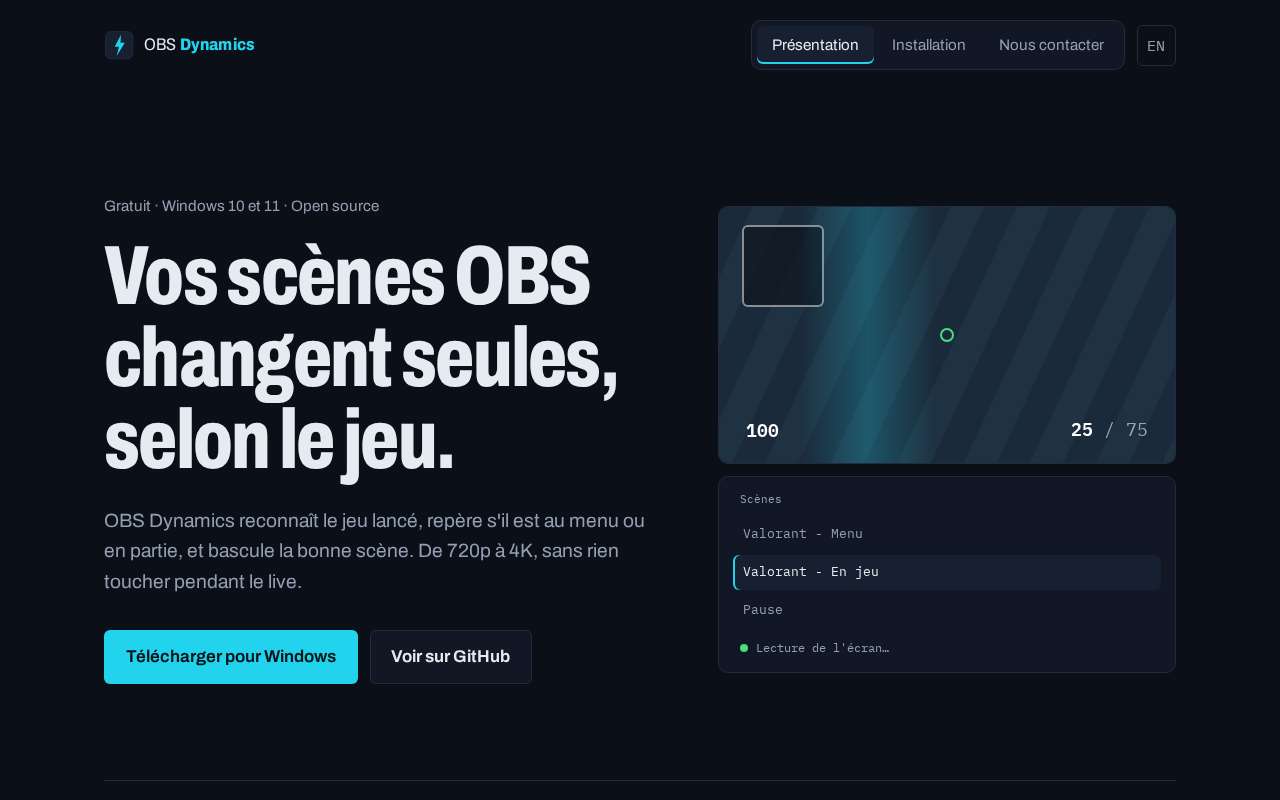 OBS Dynamics
Présentation
Installation
Nous contacter
EN
Gratuit · Windows 10 et 11 · Open source
Vos scènes OBS
changent seules,
selon le jeu.
OBS Dynamics reconnaît le jeu lancé, repère s'il est au menu ou
en partie, et bascule la bonne scène. De 720p à 4K, sans rien
toucher pendant le live.
Télécharger pour Windows
Voir sur GitHub
100
25 / 75
Scènes
Valorant - Menu
Valorant - En jeu
Pause
Lecture de l'écran…